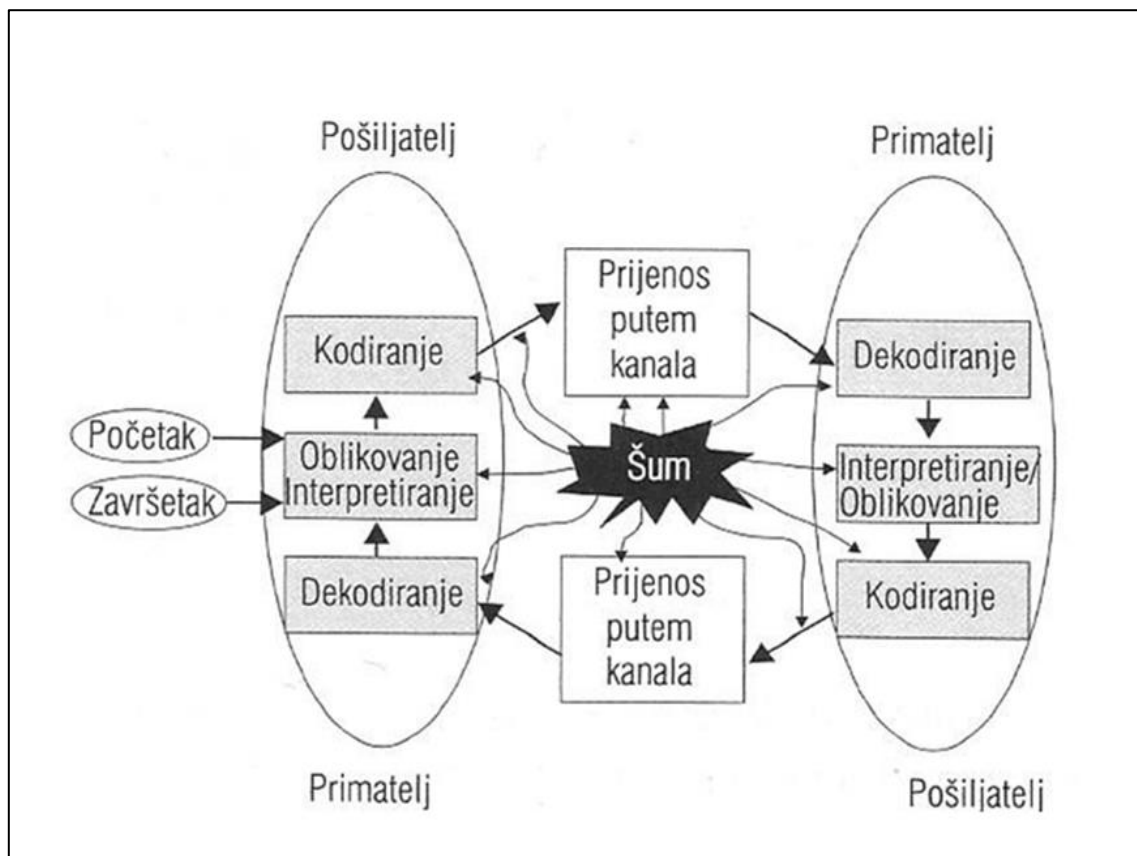 Pošiljatelj
Primatelj
Prijenos
putem
kanala
Kodiranje
Dekodiranje
Početak
Oblikovanje
Interpretiranje
Šum
Interpretiranje/
Oblikovanje
Završetak
Dekodiranje
Prijenos
putem
kanala
Kodiranje
Primatelj
Pošiljatelj